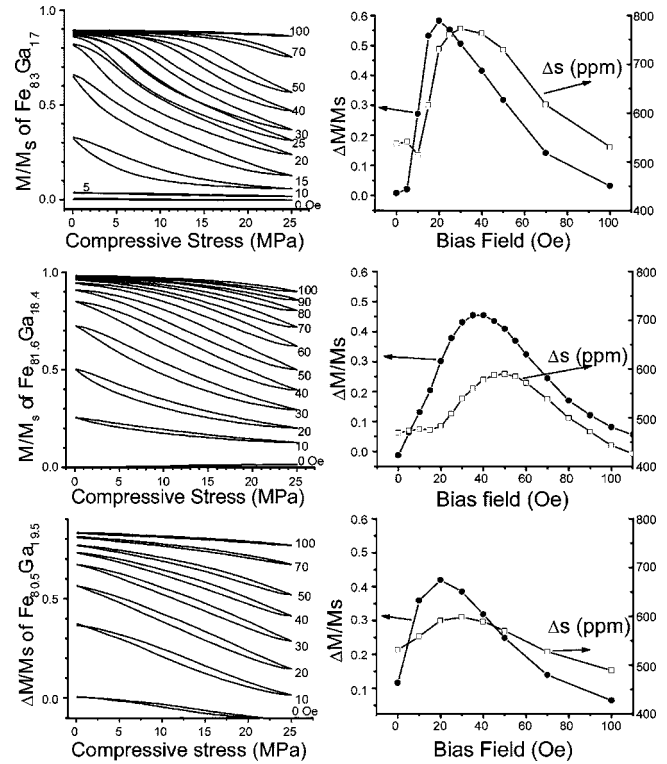 M/M_S of Fe_83Ga_17
1.0
0.5
0.0
100
70
50
40
30
25
20
15
10
5
0 Oe
0 5 10 15 20 25
Compressive Stress (MPa)
ΔM/Ms
0.6
0.5
0.4
0.3
0.2
0.1
0.0
Δs (ppm)
800
700
600
500
400
0 20 40 60 80 100
Bias Field (Oe)
M/M_S of Fe_81.6Ga_18.4
1.0
0.5
0.0
100
90
80
70
60
50
40
30
20
10
0 Oe
0 5 10 15 20 25
Compressive Stress (MPa)
ΔM/Ms
0.6
0.5
0.4
0.3
0.2
0.1
0.0
Δs (ppm)
800
700
600
500
400
0 20 40 60 80 100
Bias field (Oe)
ΔM/Ms of Fe_80.5Ga_19.5
0.5
0.0
100
70
50
40
30
20
10
0 Oe
0 5 10 15 20 25
Compressive stress (MPa)
ΔM/Ms
0.6
0.5
0.4
0.3
0.2
0.1
Δs (ppm)
800
700
600
500
400
0 20 40 60 80 100
Bias Field (Oe)